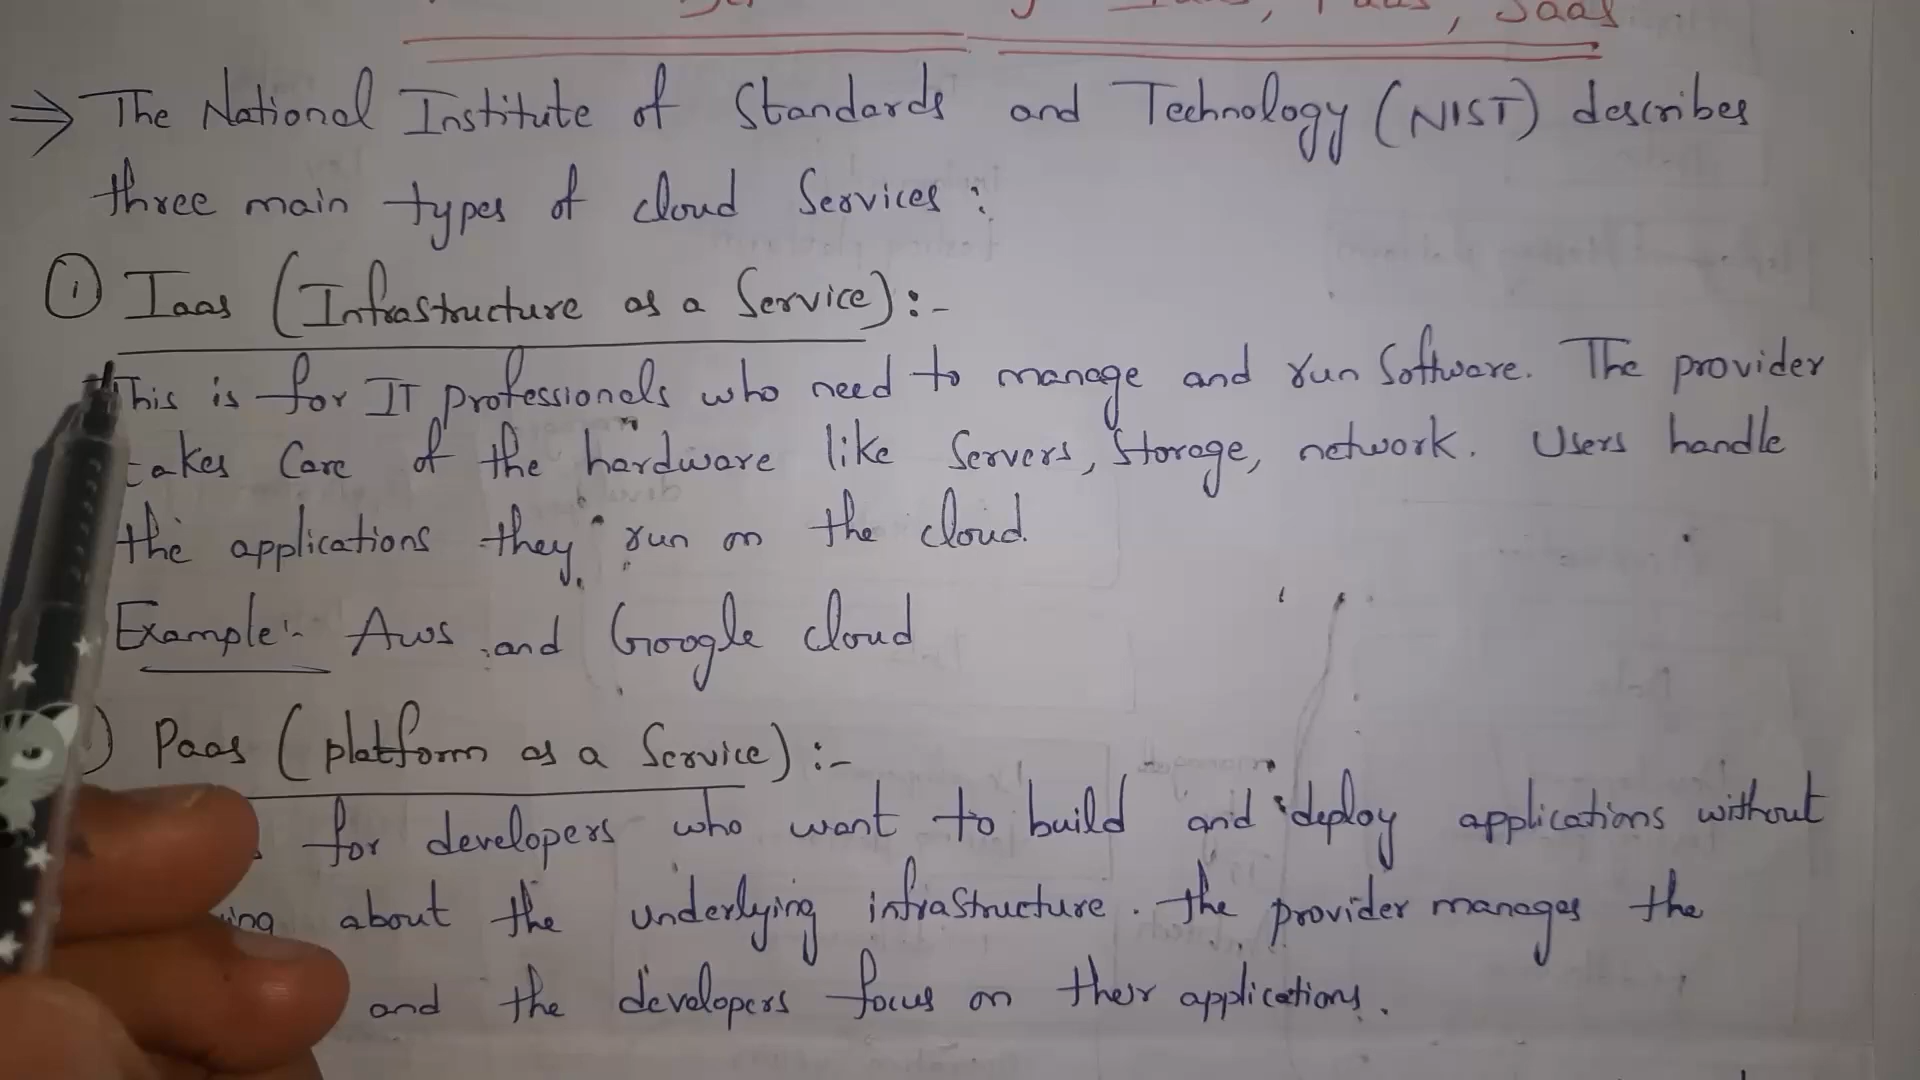 Iaas, Paas, Saas
⇒ The National Institute of Standards and Technology (NIST) describes
three main types of cloud Services :
① Iaas (Infrastructure as a Service) :-
This is for IT professionals who need to manage and run Software. The provider
takes Care of the hardware like Servers, Storage, network. Users handle
the applications they run on the cloud.
Example :- Aws and Google cloud
) Paas (platform as a Service) :-
for developers who want to build and deploy applications without
about the underlying infrastructure. the provider manages the
and the developers focus on their applications.